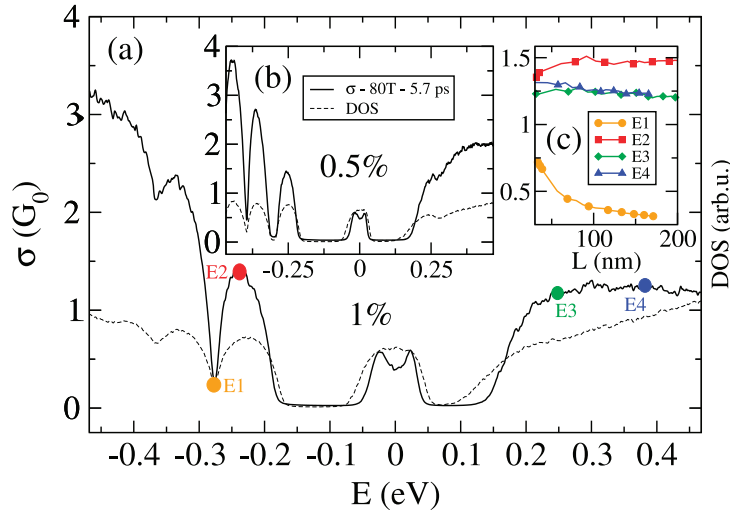 (a)
σ (G₀)
4
3
2
1
0
-0.4
-0.3
-0.2
-0.1
0
0.1
0.2
0.3
0.4
E (eV)
DOS (arb.u.)
E1
E2
E3
E4
1%
(b)
4
3
2
1
0
-0.25
0
0.25
σ - 80T - 5.7 ps
DOS
0.5%
(c)
1.5
1
0.5
100
200
L (nm)
E1
E2
E3
E4